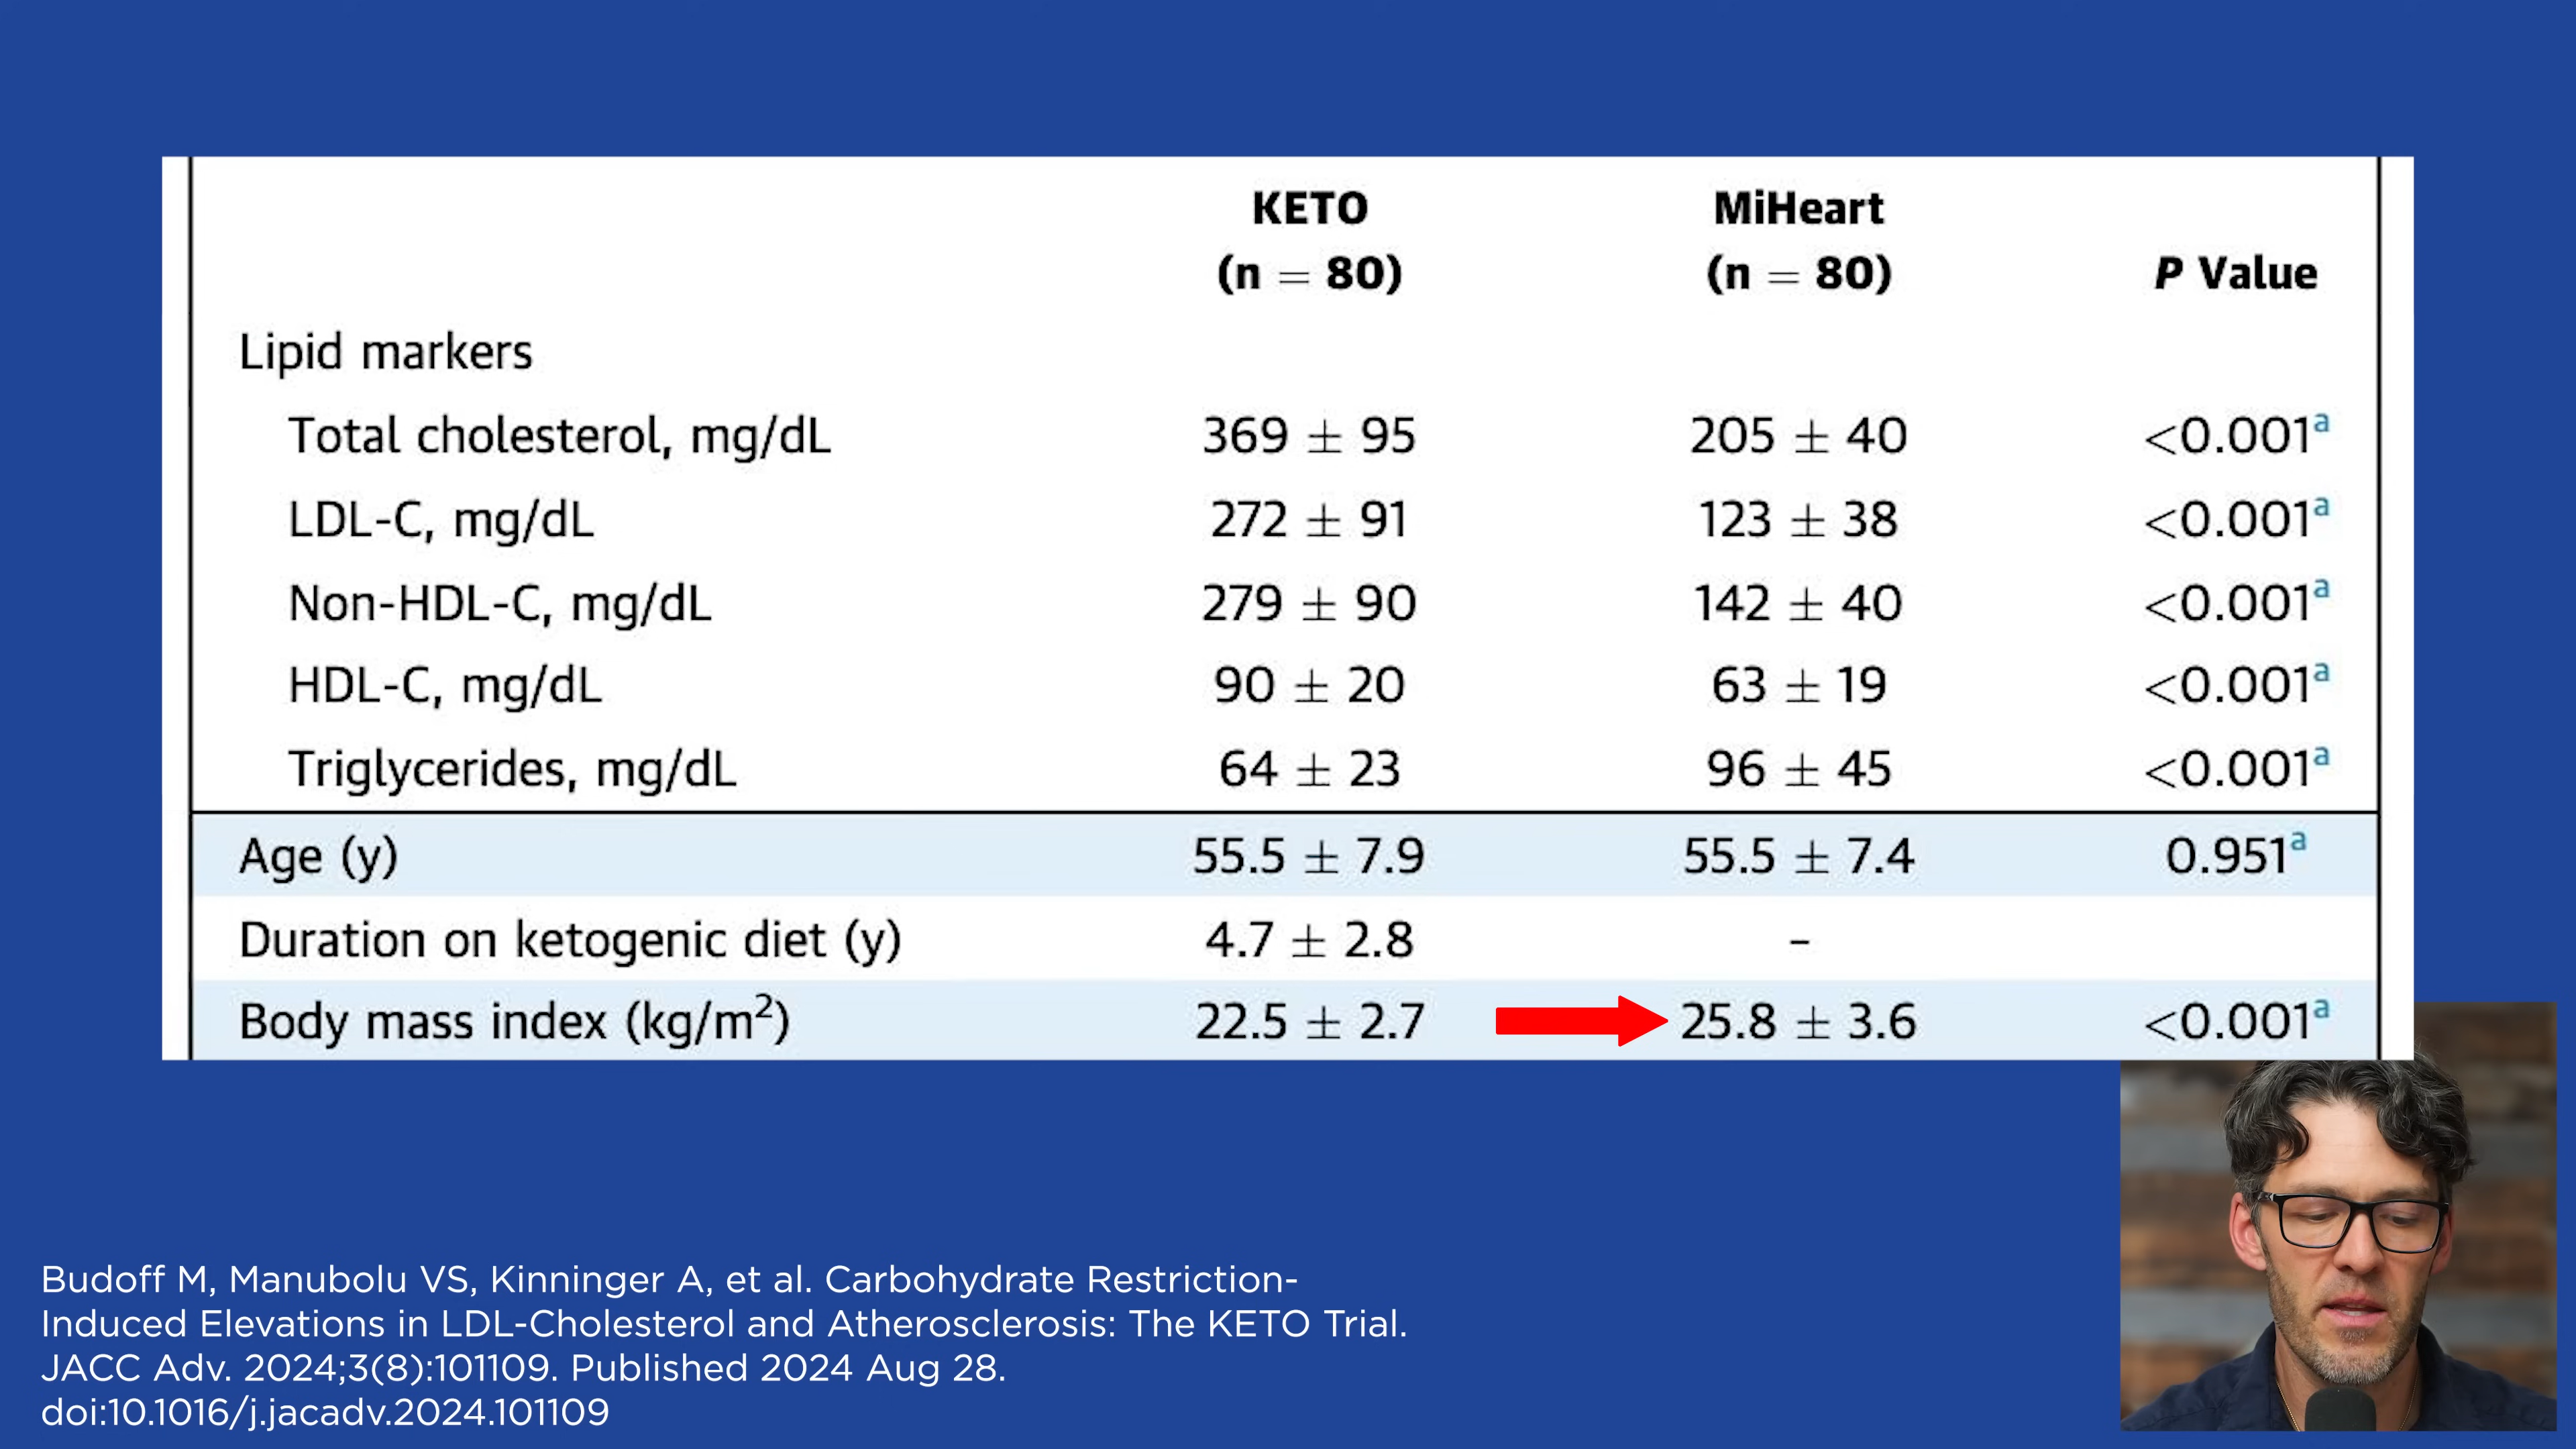 KETO MiHeart
(n = 80) (n = 80) P Value
Lipid markers
Total cholesterol, mg/dL 369 ± 95 205 ± 40 <0.001a
LDL-C, mg/dL 272 ± 91 123 ± 38 <0.001a
Non-HDL-C, mg/dL 279 ± 90 142 ± 40 <0.001a
HDL-C, mg/dL 90 ± 20 63 ± 19 <0.001a
Triglycerides, mg/dL 64 ± 23 96 ± 45 <0.001a
Age (y) 55.5 ± 7.9 55.5 ± 7.4 0.951a
Duration on ketogenic diet (y) 4.7 ± 2.8 –
Body mass index (kg/m²) 22.5 ± 2.7 25.8 ± 3.6 <0.001a
Budoff M, Manubolu VS, Kinninger A, et al. Carbohydrate Restriction-
Induced Elevations in LDL-Cholesterol and Atherosclerosis: The KETO Trial.
JACC Adv. 2024;3(8):101109. Published 2024 Aug 28.
doi:10.1016/j.jacadv.2024.101109